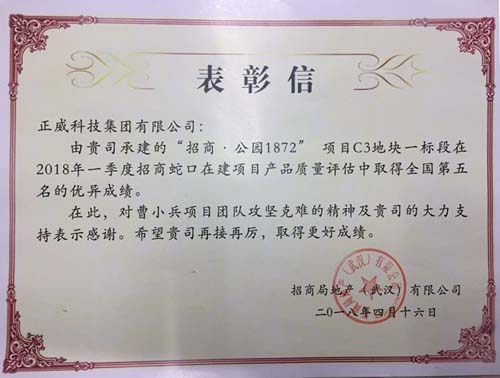 表彰信
正威科技集团有限公司：
由贵司承建的“招商·公园1872” 项目C3地块一标段在
2018年一季度招商蛇口在建项目产品质量评估中取得全国第五
名的优异成绩。
在此，对曹小兵项目团队攻坚克难的精神及贵司的大力支
持表示感谢。希望贵司再接再厉，取得更好成绩。
招商局地产（武汉）有限公司
二〇一八年四月十六日